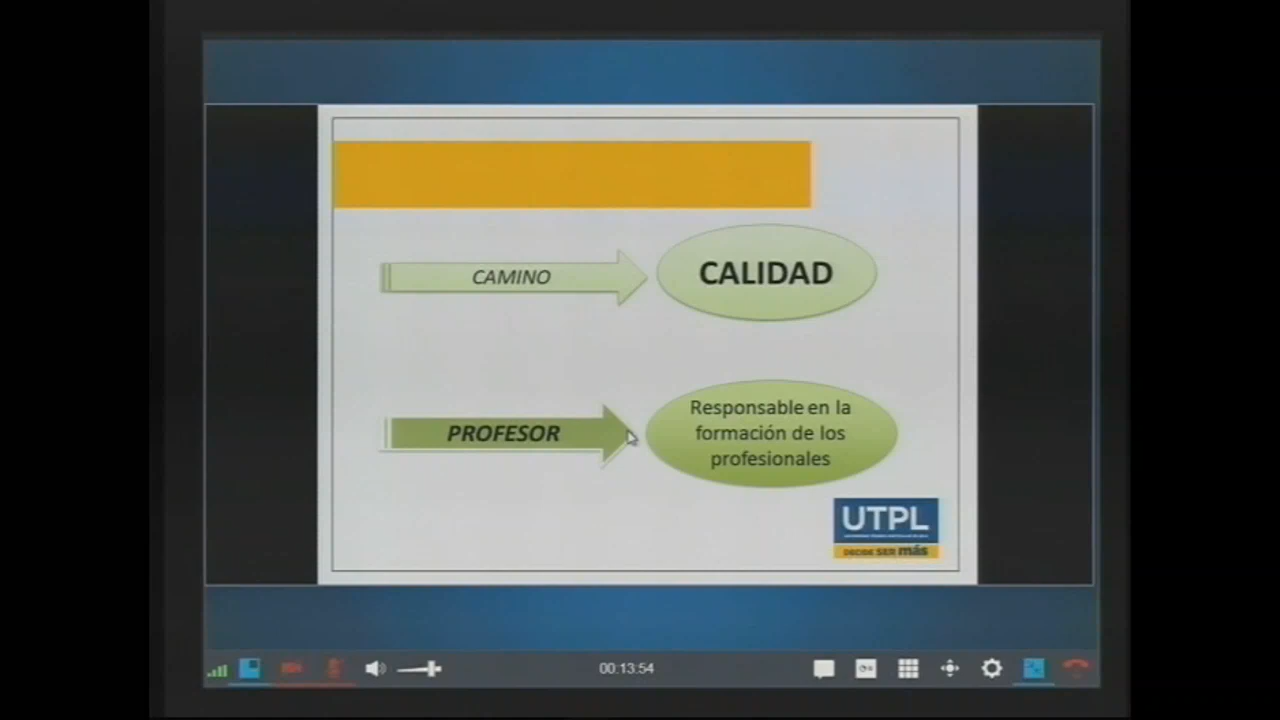 CAMINO
CALIDAD
PROFESOR
Responsable en la
formación de los
profesionales
UTPL
DECIDE SER más
00:13:54